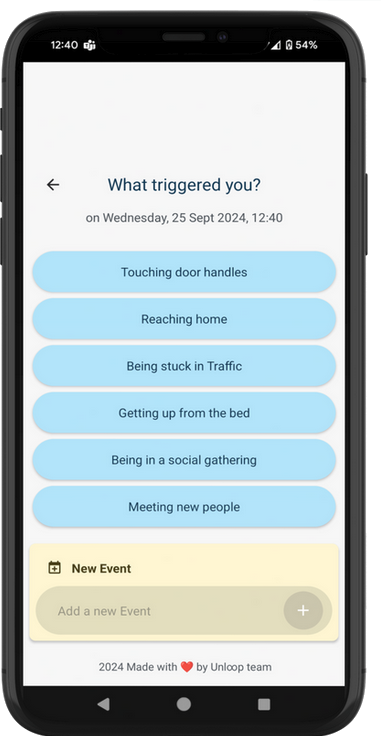 12:40 54%
What triggered you?
on Wednesday, 25 Sept 2024, 12:40
Touching door handles
Reaching home
Being stuck in Traffic
Getting up from the bed
Being in a social gathering
Meeting new people
New Event
Add a new Event
2024 Made with ❤️ by Unloop team